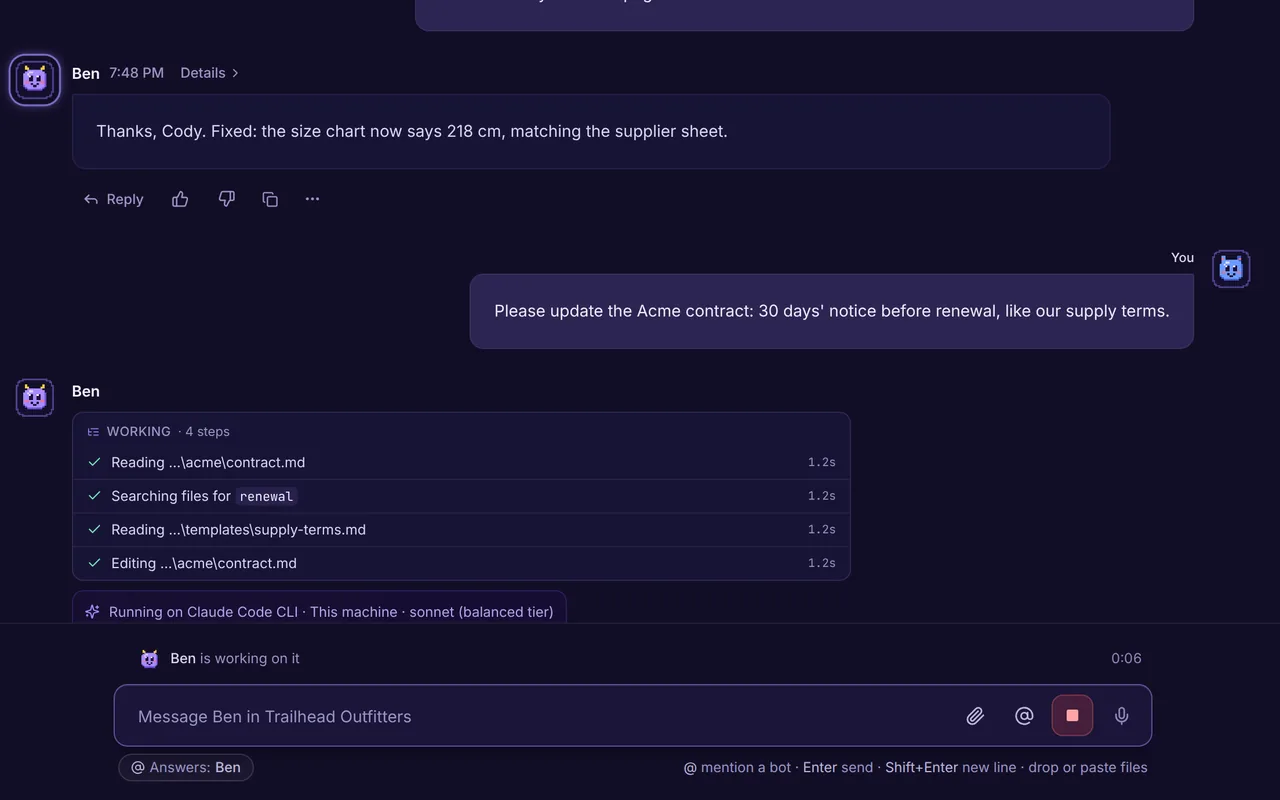 Ben 7:48 PM Details
Thanks, Cody. Fixed: the size chart now says 218 cm, matching the supplier sheet.
Reply
You
Please update the Acme contract: 30 days' notice before renewal, like our supply terms.
Ben
WORKING · 4 steps
Reading ...\acme\contract.md 1.2s
Searching files for renewal 1.2s
Reading ...\templates\supply-terms.md 1.2s
Editing ...\acme\contract.md 1.2s
Running on Claude Code CLI · This machine · sonnet (balanced tier)
Ben is working on it 0:06
Message Ben in Trailhead Outfitters
@ Answers: Ben
@ mention a bot · Enter send · Shift+Enter new line · drop or paste files